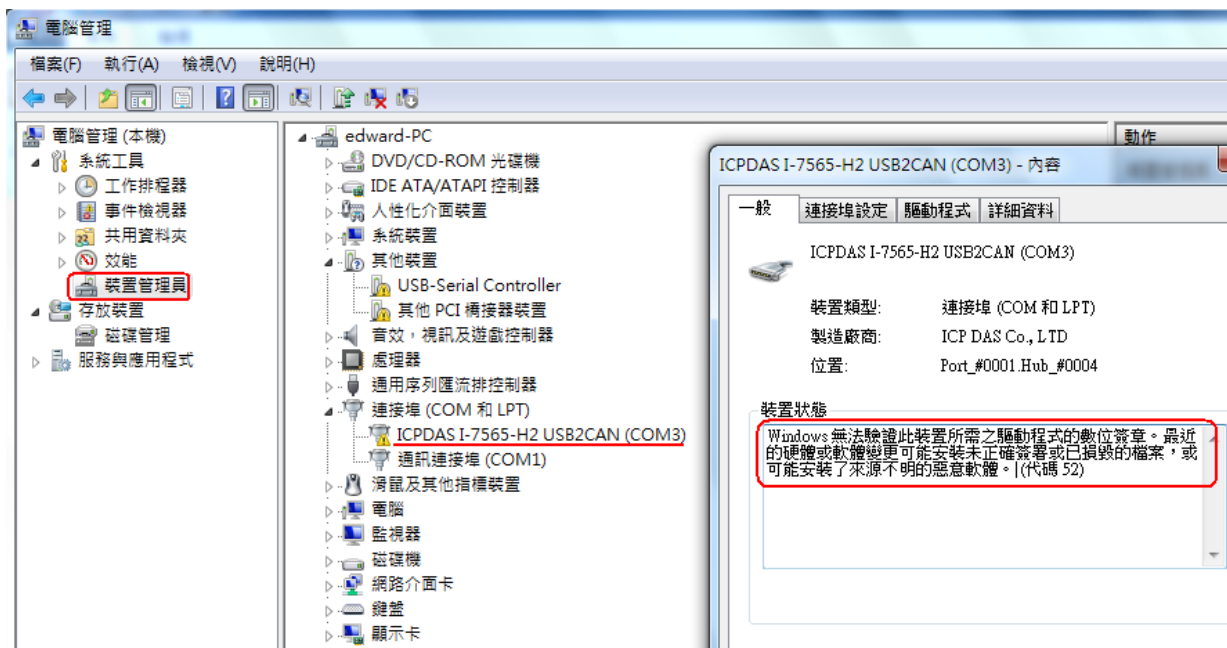 電腦管理
檔案(F) 執行(A) 檢視(V) 說明(H)
電腦管理 (本機)
系統工具
工作排程器
事件檢視器
共用資料夾
效能
裝置管理員
存放裝置
磁碟管理
服務與應用程式
edward-PC
DVD/CD-ROM 光碟機
IDE ATA/ATAPI 控制器
人性化介面裝置
系統裝置
其他裝置
USB-Serial Controller
其他 PCI 橋接器裝置
音效，視訊及遊戲控制器
處理器
通用序列匯流排控制器
連接埠 (COM 和 LPT)
ICPDAS I-7565-H2 USB2CAN (COM3)
通訊連接埠 (COM1)
滑鼠及其他指標裝置
電腦
監視器
磁碟機
網路介面卡
鍵盤
顯示卡
動作
ICPDAS I-7565-H2 USB2CAN (COM3) - 內容
一般 連接埠設定 驅動程式 詳細資料
ICPDAS I-7565-H2 USB2CAN (COM3)
裝置類型: 連接埠 (COM 和 LPT)
製造廠商: ICP DAS Co., LTD
位置: Port_#0001.Hub_#0004
裝置狀態
Windows 無法驗證此裝置所需之驅動程式的數位簽章。最近
的硬體或軟體變更可能安裝未正確簽署或已損毀的檔案，或
可能安裝了來源不明的惡意軟體。(代碼 52)